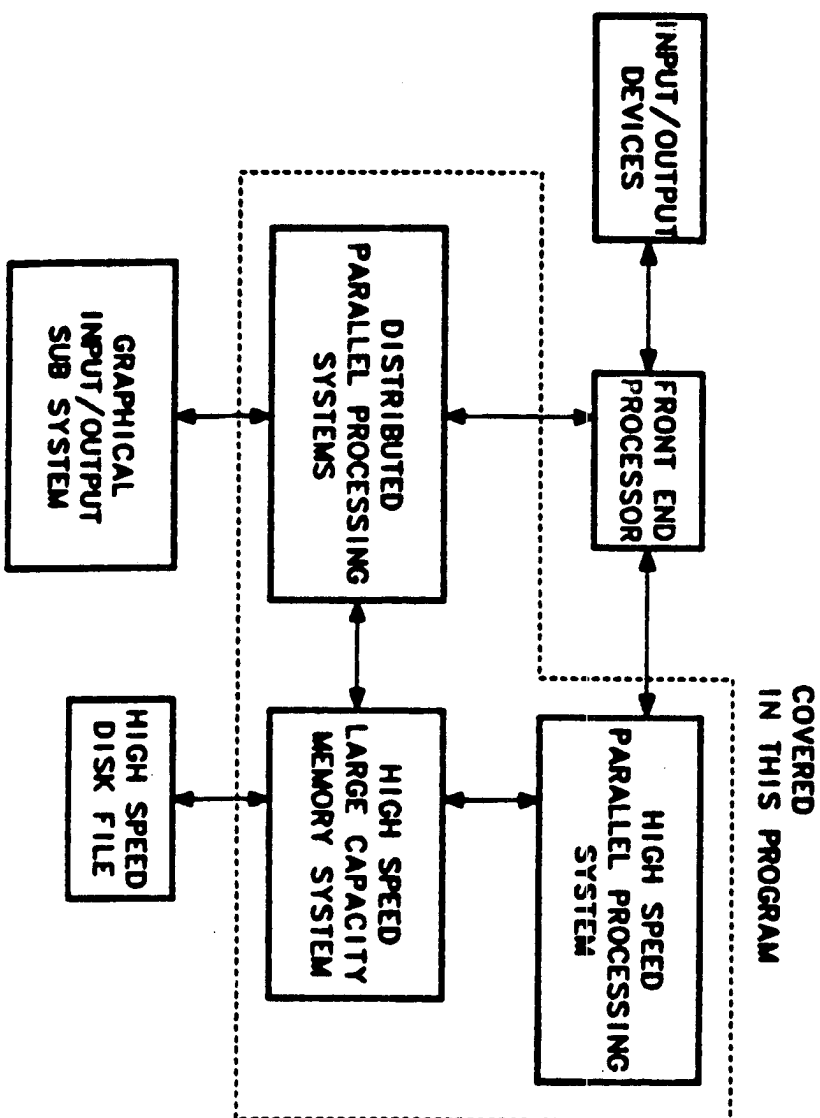 COVERED
IN THIS PROGRAM
INPUT/OUTPUT
DEVICES
FRONT END
PROCESSOR
HIGH SPEED
PARALLEL PROCESSING
SYSTEM
DISTRIBUTED
PARALLEL PROCESSING
SYSTEMS
HIGH SPEED
LARGE CAPACITY
MEMORY SYSTEM
GRAPHICAL
INPUT/OUTPUT
SUB SYSTEM
HIGH SPEED
DISK FILE